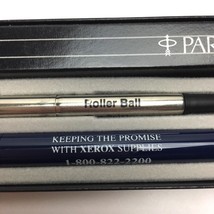 PAR
Roller Ball
KEEPING THE PROMISE
WITH XEROX SUPPLIES
1-800-822-2200